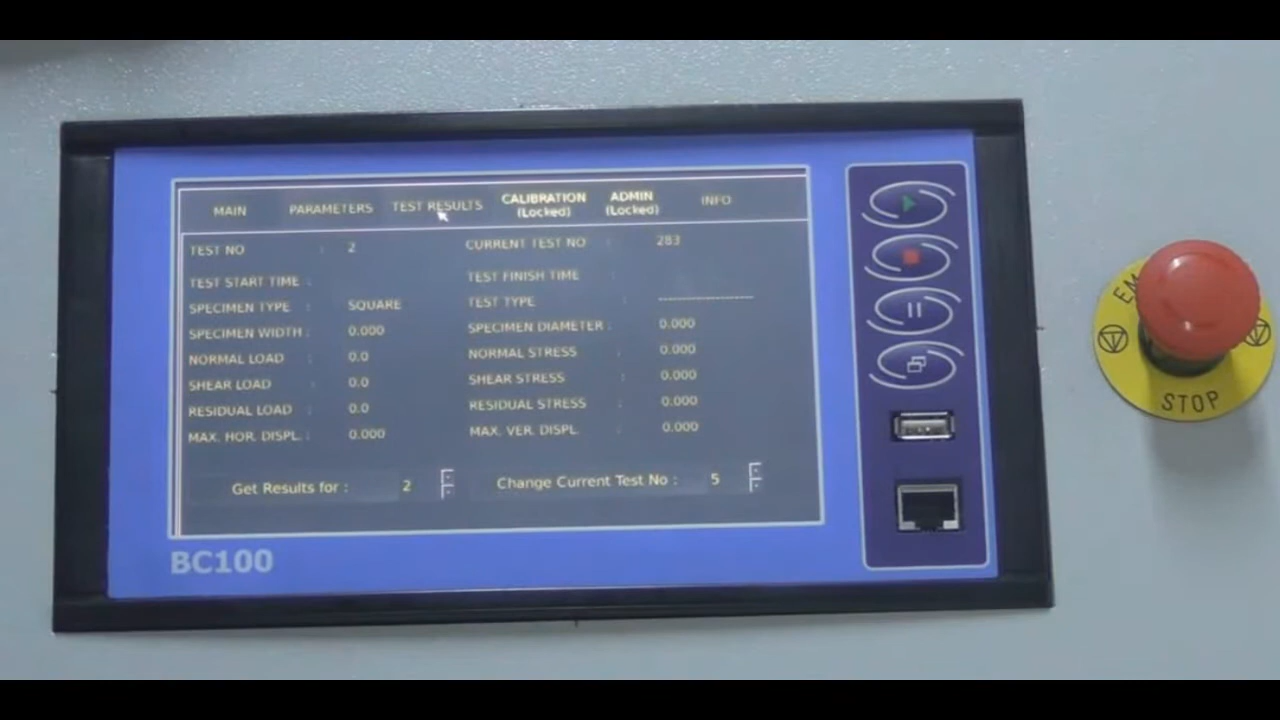 MAIN PARAMETERS TEST RESULTS CALIBRATION (Locked) ADMIN (Locked) INFO
TEST NO : 2 CURRENT TEST NO : 283
TEST START TIME : TEST FINISH TIME
SPECIMEN TYPE : SQUARE TEST TYPE : --------------------
SPECIMEN WIDTH : 0.000 SPECIMEN DIAMETER : 0.000
NORMAL LOAD : 0.0 NORMAL STRESS : 0.000
SHEAR LOAD : 0.0 SHEAR STRESS : 0.000
RESIDUAL LOAD : 0.0 RESIDUAL STRESS : 0.000
MAX. HOR. DISPL. : 0.000 MAX. VER. DISPL. : 0.000
Get Results for : 2 Change Current Test No : 5
BC100
EM
STOP